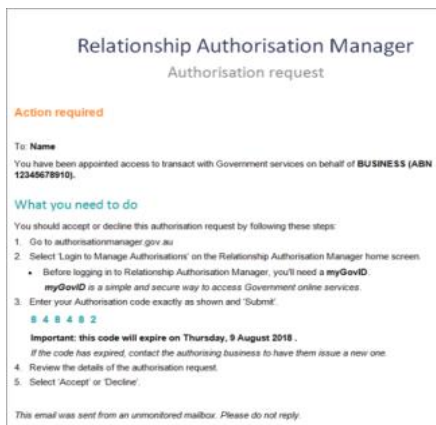 Relationship Authorisation Manager
Authorisation request
Action required
To: Name
You have been appointed access to transact with Government services on behalf of BUSINESS (ABN
12345678910).
What you need to do
You should accept or decline this authorisation request by following these steps:
1. Go to authorisationmanager.gov.au
2. Select 'Login to Manage Authorisations' on the Relationship Authorisation Manager home screen.
• Before logging in to Relationship Authorisation Manager, you'll need a myGovID.
myGovID is a simple and secure way to access Government online services.
3. Enter your Authorisation code exactly as shown and 'Submit'.
8 4 8 4 8 2
Important: this code will expire on Thursday, 9 August 2018 .
If the code has expired, contact the authorising business to have them issue a new one.
4. Review the details of the authorisation request.
5. Select 'Accept' or 'Decline'.
This email was sent from an unmonitored mailbox. Please do not reply.